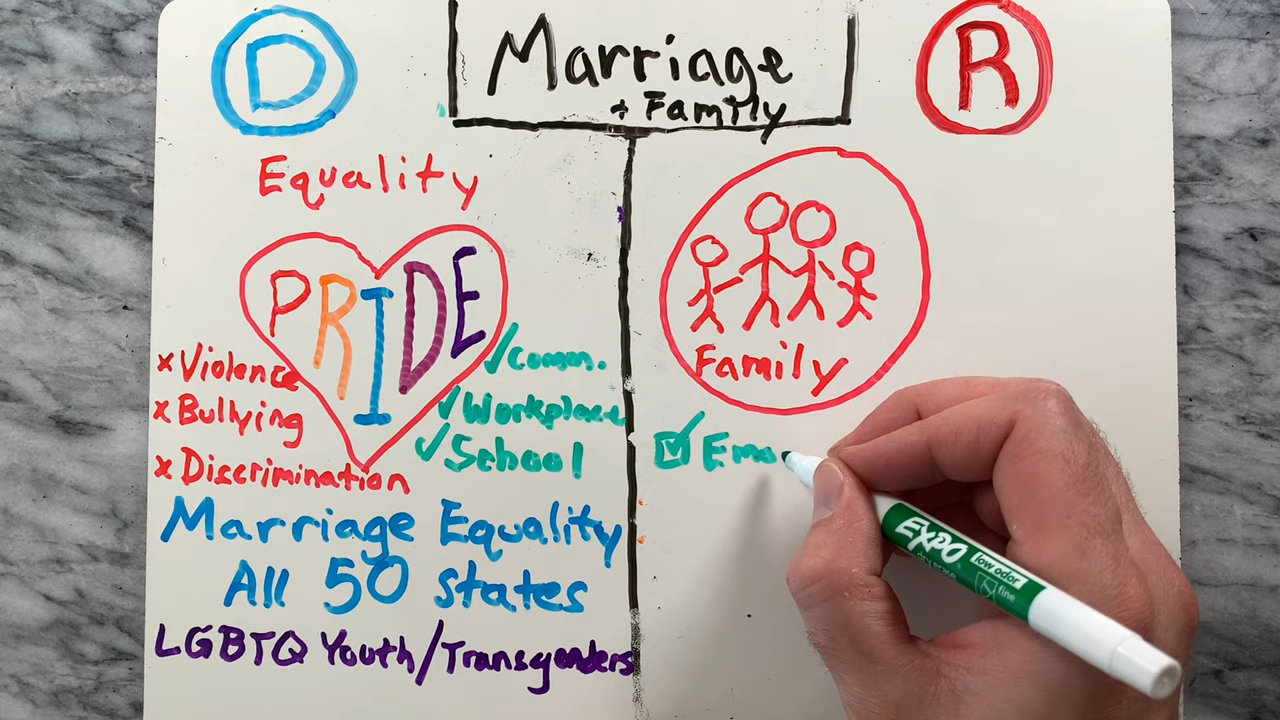 D
Marriage
+ Family
R
Equality
PRIDE
x Violence
x Bullying
x Discrimination
✓Comm.
✓Workplace
✓School
Marriage Equality
All 50 states
LGBTQ Youth/Transgenders
Family
☑ Emo
EXPO
low odor
fine